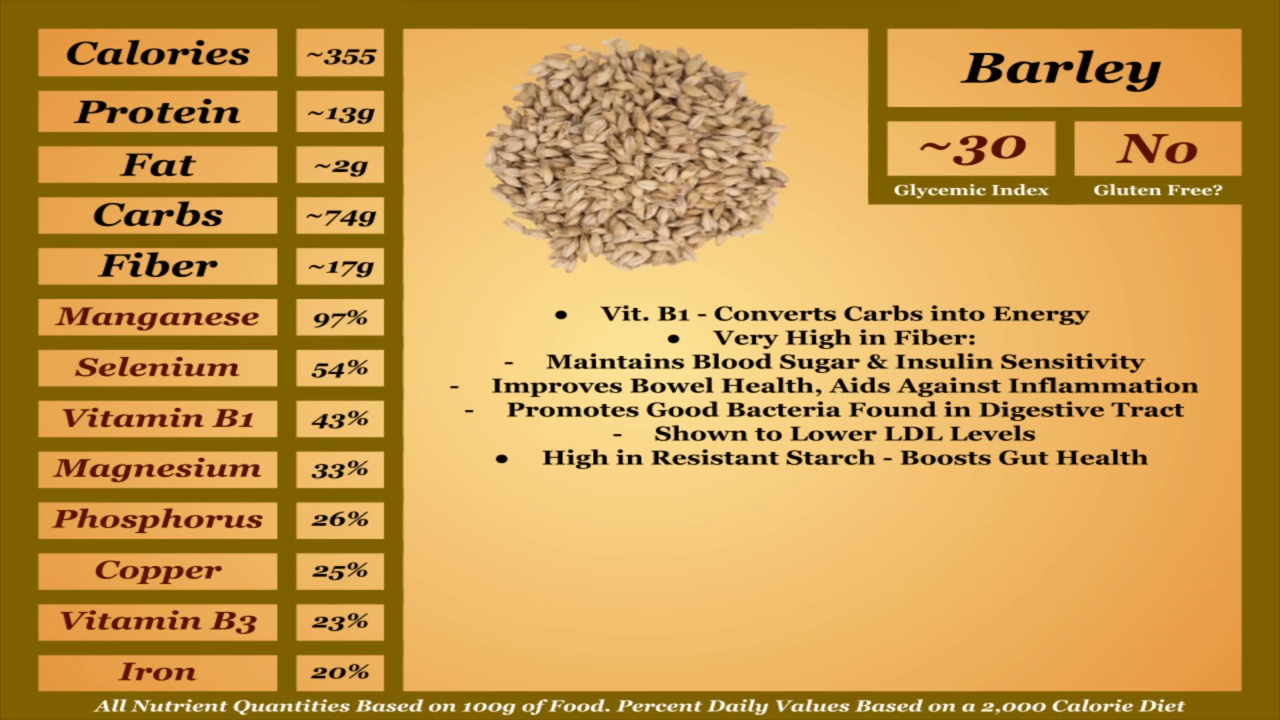 Calories ~355
Protein ~13g
Fat ~2g
Carbs ~74g
Fiber ~17g
Manganese 97%
Selenium 54%
Vitamin B1 43%
Magnesium 33%
Phosphorus 26%
Copper 25%
Vitamin B3 23%
Iron 20%
Barley
~30 No
Glycemic Index Gluten Free?
● Vit. B1 - Converts Carbs into Energy
● Very High in Fiber:
- Maintains Blood Sugar & Insulin Sensitivity
- Improves Bowel Health, Aids Against Inflammation
- Promotes Good Bacteria Found in Digestive Tract
- Shown to Lower LDL Levels
● High in Resistant Starch - Boosts Gut Health
All Nutrient Quantities Based on 100g of Food. Percent Daily Values Based on a 2,000 Calorie Diet